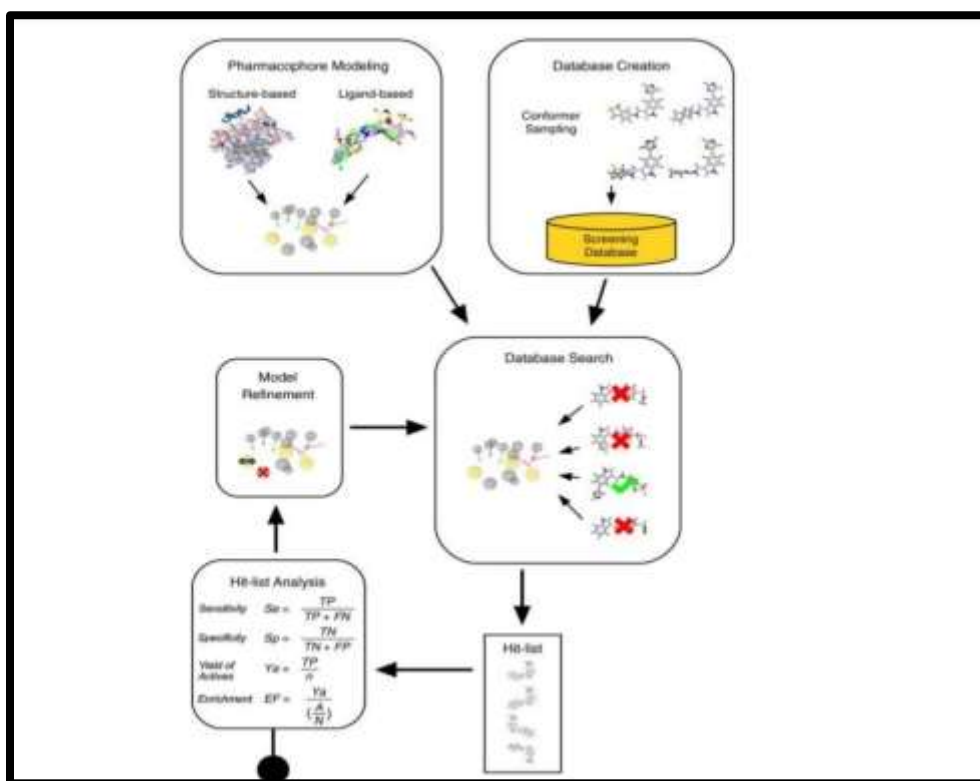 Pharmacophore Modeling
Structure-based Ligand-based
Database Creation
Conformer
Sampling
Screening
Database
Database Search
Model
Refinement
Hit-list Analysis
Sensitivity Se = TP / TP + FN
Specificity Sp = TN / TN + FP
Yield of
Actives Ya = TP / n
Enrichment EF = Ya / (A / N)
Hit-list